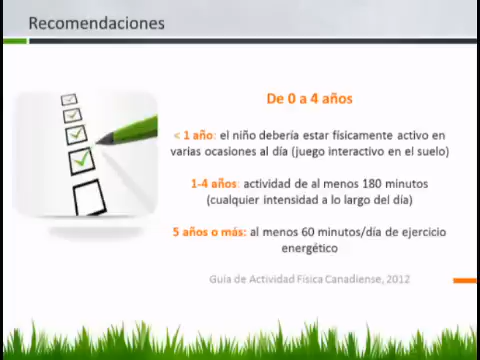 Recomendaciones
De 0 a 4 años
< 1 año: el niño debería estar físicamente activo en
varias ocasiones al día (juego interactivo en el suelo)
1-4 años: actividad de al menos 180 minutos
(cualquier intensidad a lo largo del día)
5 años o más: al menos 60 minutos/día de ejercicio
energético
Guía de Actividad Física Canadiense, 2012